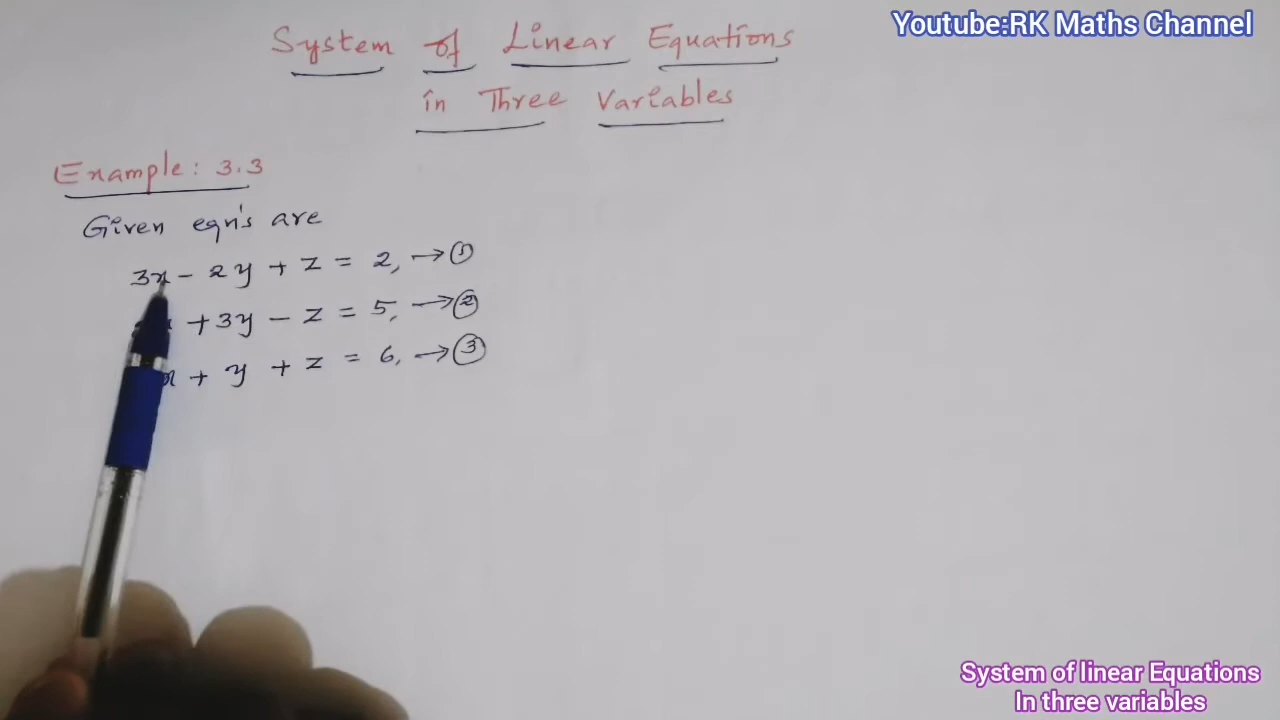 Youtube:RK Maths Channel
System of Linear Equations
in Three Variables
Example: 3.3
Given eqn's are
3x - 2y + z = 2, → ①
+ 3y - z = 5, → ②
x + y + z = 6, → ③
System of linear Equations
In three variables